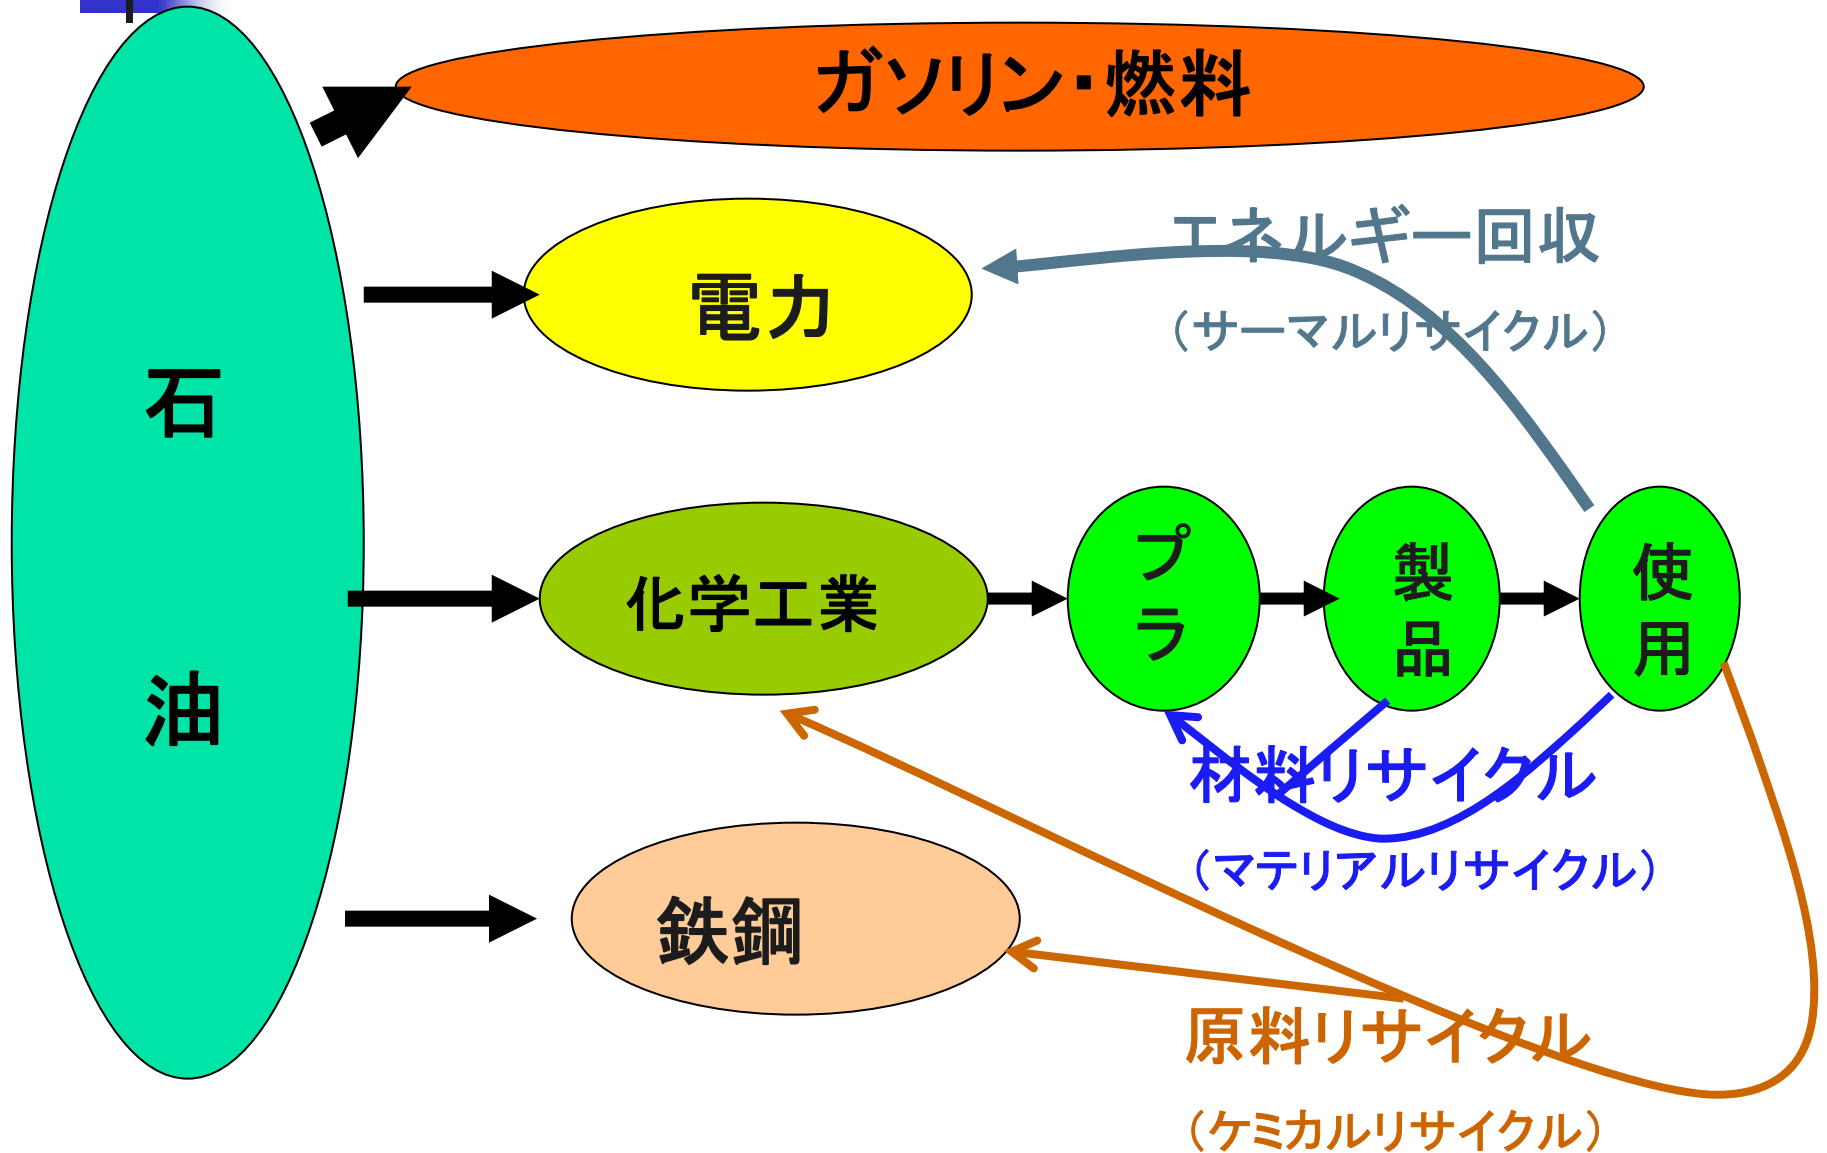 ガソリン・燃料
エネルギー回収
（サーマルリサイクル）
電力
石
油
化学工業
プ
ラ
製
品
使
用
材料リサイクル
（マテリアルリサイクル）
鉄鋼
原料リサイクル
（ケミカルリサイクル）